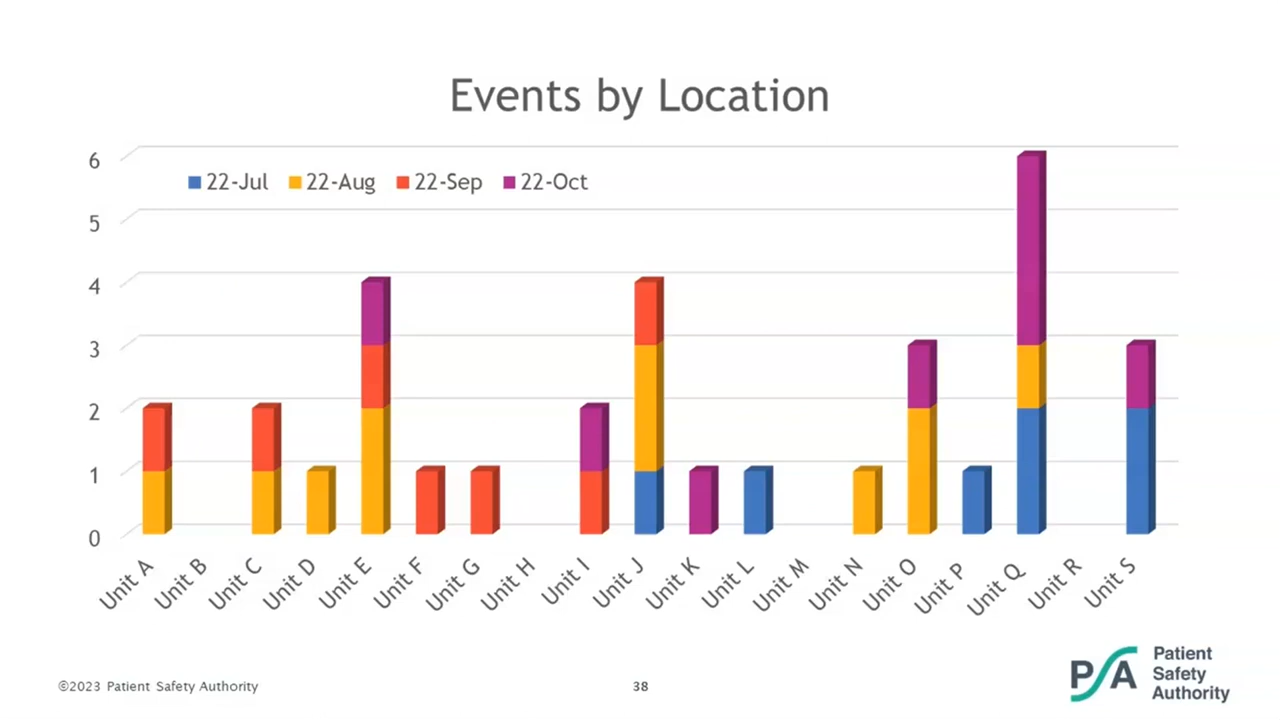 Events by Location
22-Jul 22-Aug 22-Sep 22-Oct
6
5
4
3
2
1
0
Unit A Unit B Unit C Unit D Unit E Unit F Unit G Unit H Unit I Unit J Unit K Unit L Unit M Unit N Unit O Unit P Unit Q Unit R Unit S
©2023 Patient Safety Authority
38
PSA
Patient
Safety
Authority